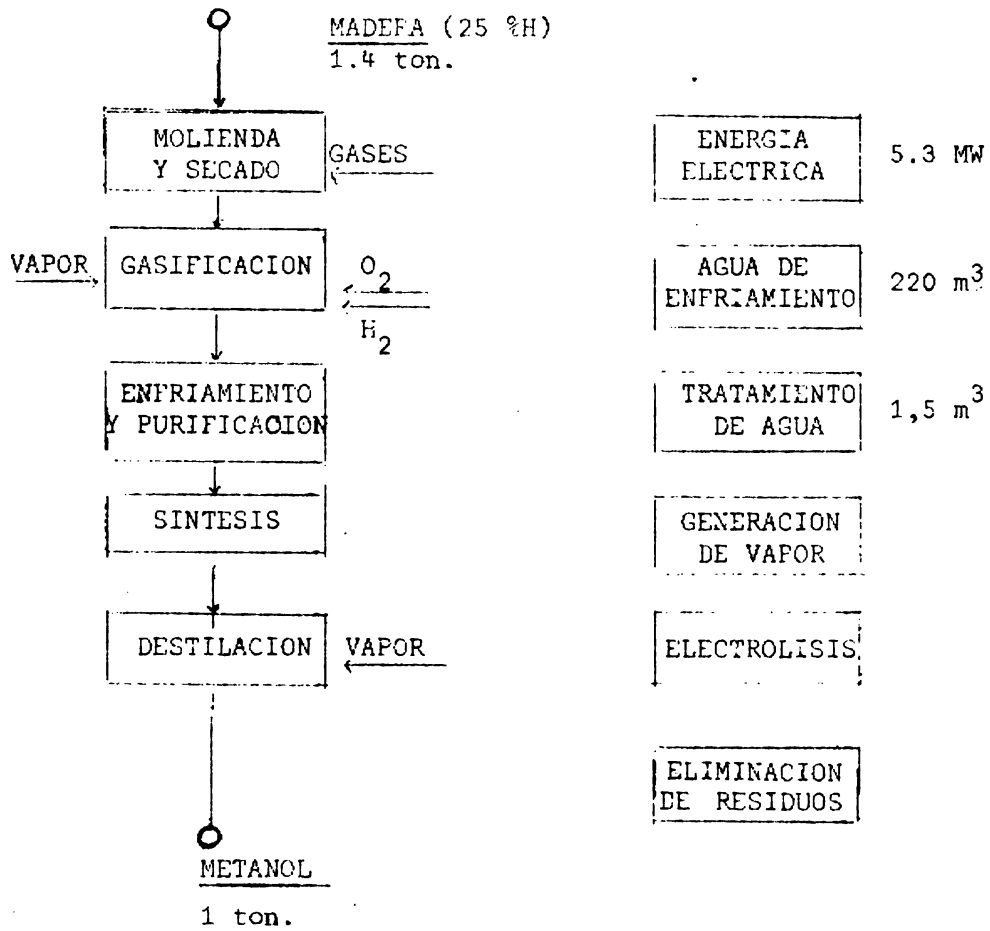 MADERA (25 %H)
1.4 ton.
MOLIENDA
Y SECADO
GASES
VAPOR
GASIFICACION
O2
H2
ENFRIAMIENTO
Y PURIFICACION
SINTESIS
DESTILACION
VAPOR
METANOL
1 ton.
ENERGIA
ELECTRICA
5.3 MW
AGUA DE
ENFRIAMIENTO
220 m³
TRATAMIENTO
DE AGUA
1,5 m³
GENERACION
DE VAPOR
ELECTROLISIS
ELIMINACION
DE RESIDUOS